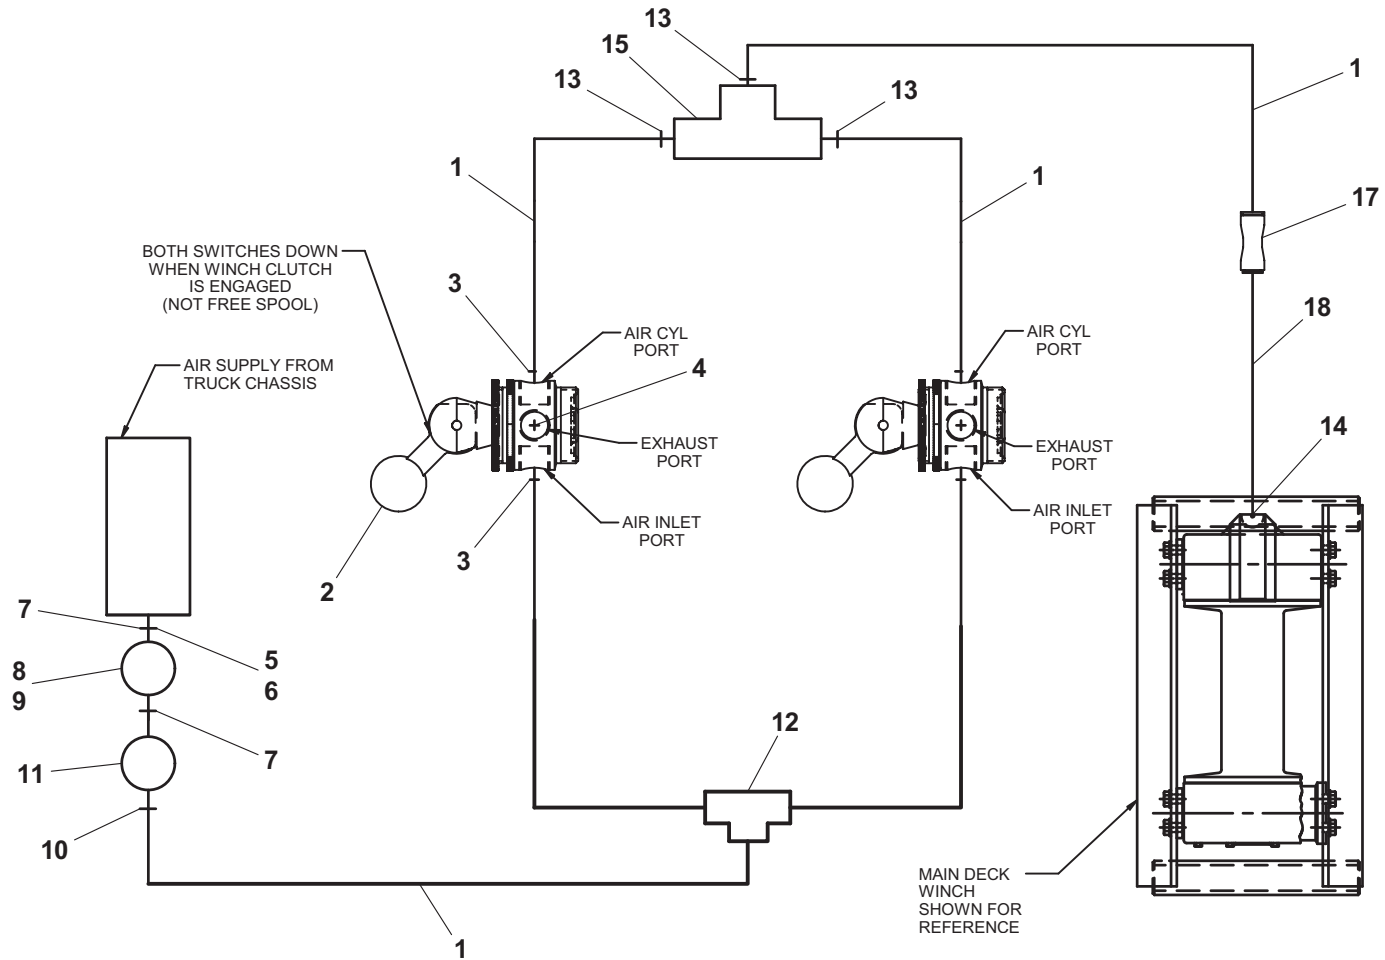 13
15
13
13
1
1
1
17
BOTH SWITCHES DOWN
WHEN WINCH CLUTCH
IS ENGAGED
(NOT FREE SPOOL)
3
18
AIR CYL
PORT
AIR CYL
PORT
AIR SUPPLY FROM
TRUCK CHASSIS
4
14
EXHAUST
PORT
EXHAUST
PORT
AIR INLET
PORT
AIR INLET
PORT
3
2
7
5
6
8
9
12
7
11
10
MAIN DECK
WINCH
SHOWN FOR
REFERENCE
1